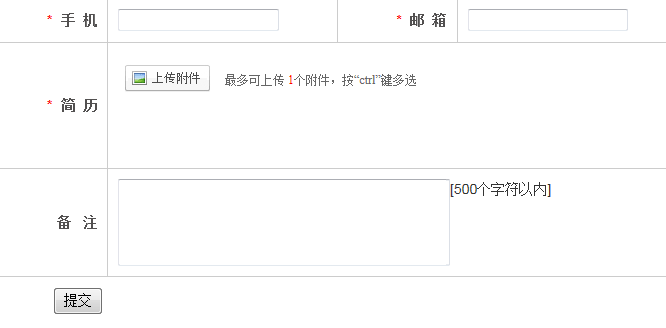 * 手 机
* 邮 箱
* 简 历
上传附件 最多可上传 1个附件，按“ctrl”键多选
备 注
[500个字符以内]
提交